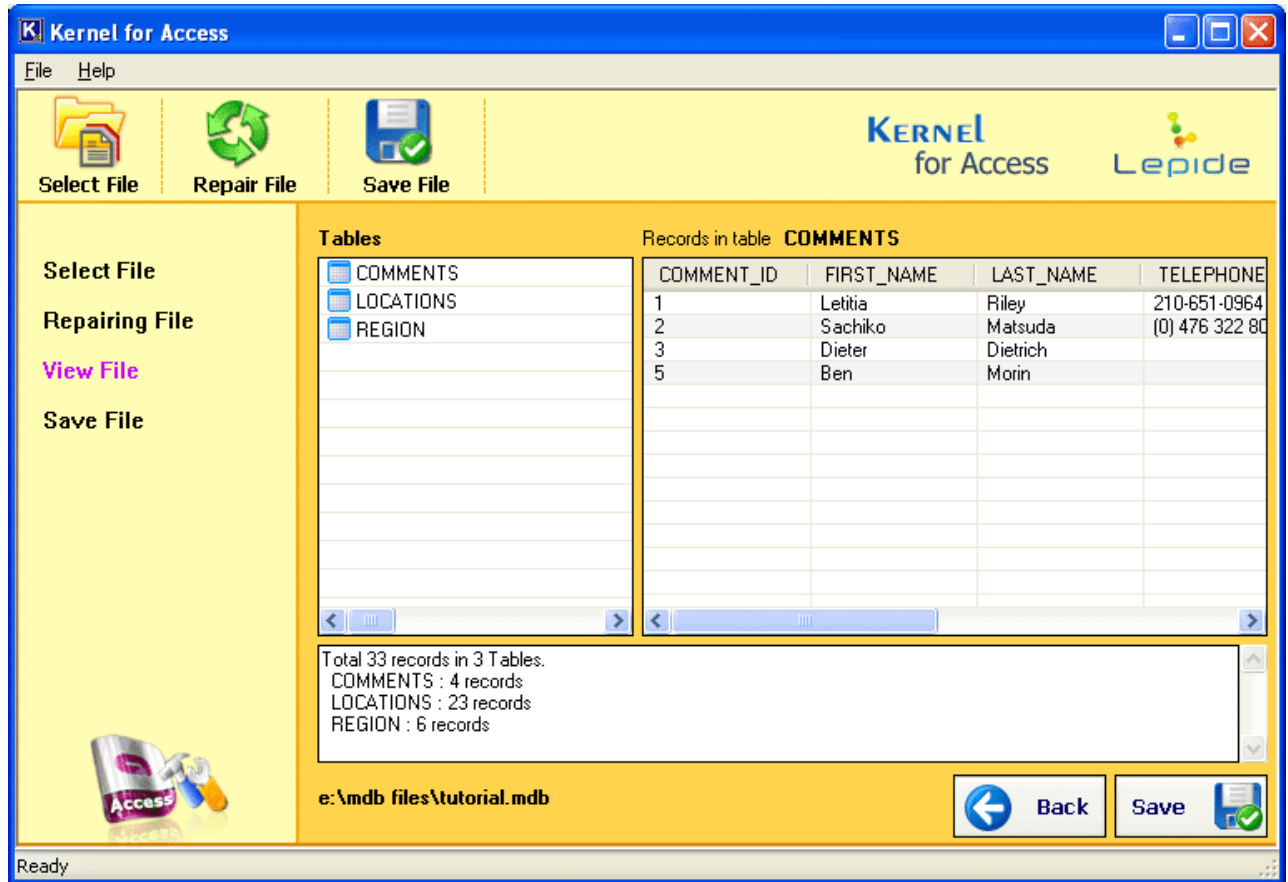 Kernel for Access
File Help
Select File Repair File Save File
KERNEL for Access Lepide
Select File
Repairing File
View File
Save File
Tables
COMMENTS
LOCATIONS
REGION
Records in table COMMENTS
COMMENT_ID FIRST_NAME LAST_NAME TELEPHONE
1 Letitia Riley 210-651-0964
2 Sachiko Matsuda (0) 476 322 80
3 Dieter Dietrich
5 Ben Morin
Total 33 records in 3 Tables.
COMMENTS : 4 records
LOCATIONS : 23 records
REGION : 6 records
Access
e:\mdb files\tutorial.mdb
Back Save
Ready